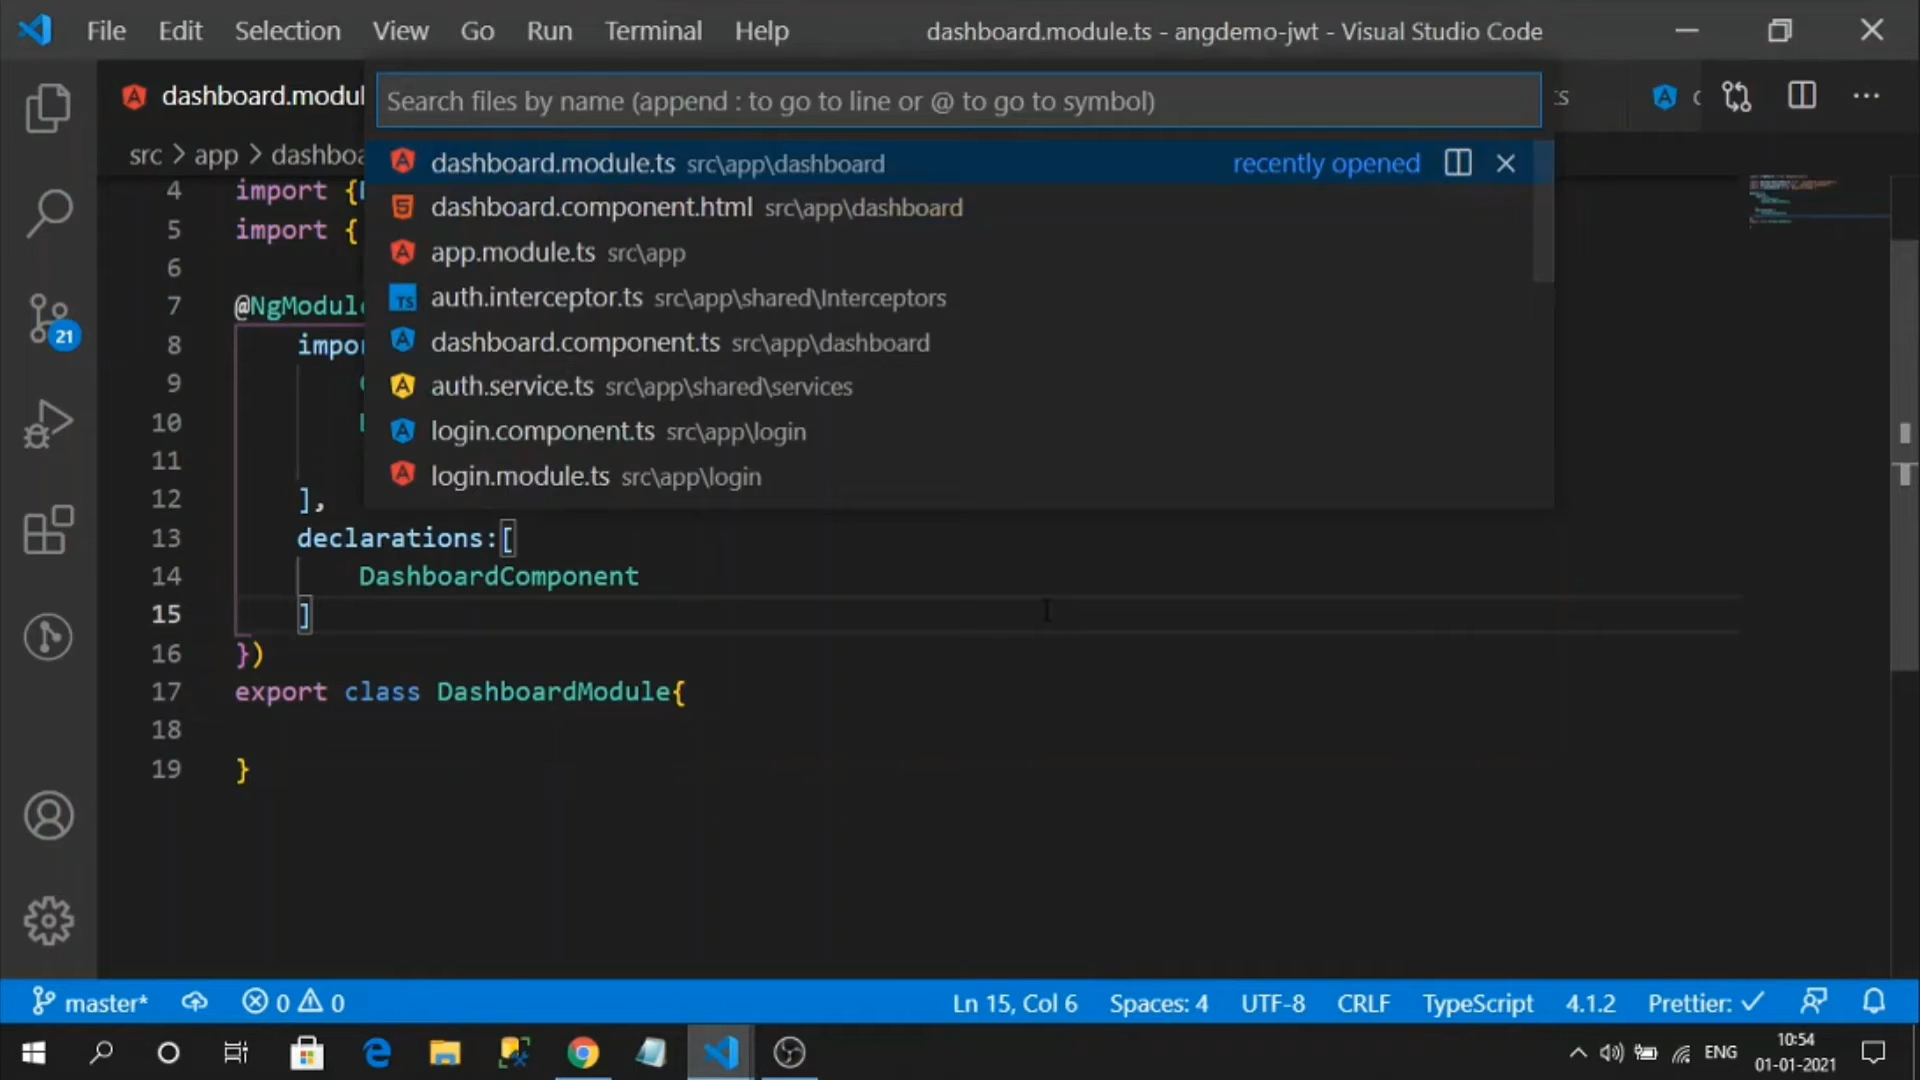 File Edit Selection View Go Run Terminal Help dashboard.module.ts - angdemo-jwt - Visual Studio Code
dashboard.modul
Search files by name (append : to go to line or @ to go to symbol)
src > app > dashboa
dashboard.module.ts src\app\dashboard recently opened
dashboard.component.html src\app\dashboard
app.module.ts src\app
auth.interceptor.ts src\app\shared\Interceptors
dashboard.component.ts src\app\dashboard
auth.service.ts src\app\shared\services
login.component.ts src\app\login
login.module.ts src\app\login
4 import {
5 import {
6
7 @NgModule
8 impor
9
10
11
12 ],
13 declarations:[
14 DashboardComponent
15 ]
16 })
17 export class DashboardModule{
18
19 }
21
master* 0 0 Ln 15, Col 6 Spaces: 4 UTF-8 CRLF TypeScript 4.1.2 Prettier: ✓
ENG 10:54
01-01-2021